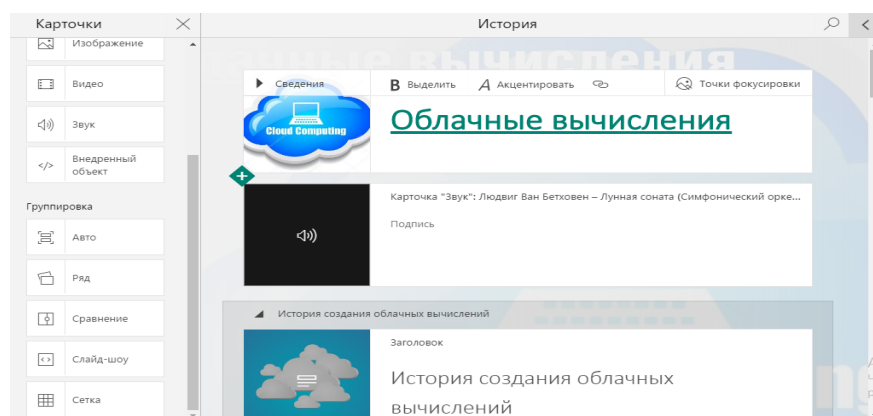 Карточки
История
Изображение
Видео
Звук
Внедренный
объект
Группировка
Авто
Ряд
Сравнение
Слайд-шоу
Сетка
Сведения
B Выделить
A Акцентировать
Точки фокусировки
Cloud Computing
Облачные вычисления
Карточка "Звук": Людвиг Ван Бетховен – Лунная соната (Симфонический орке...
Подпись
История создания облачных вычислений
Заголовок
История создания облачных
вычислений